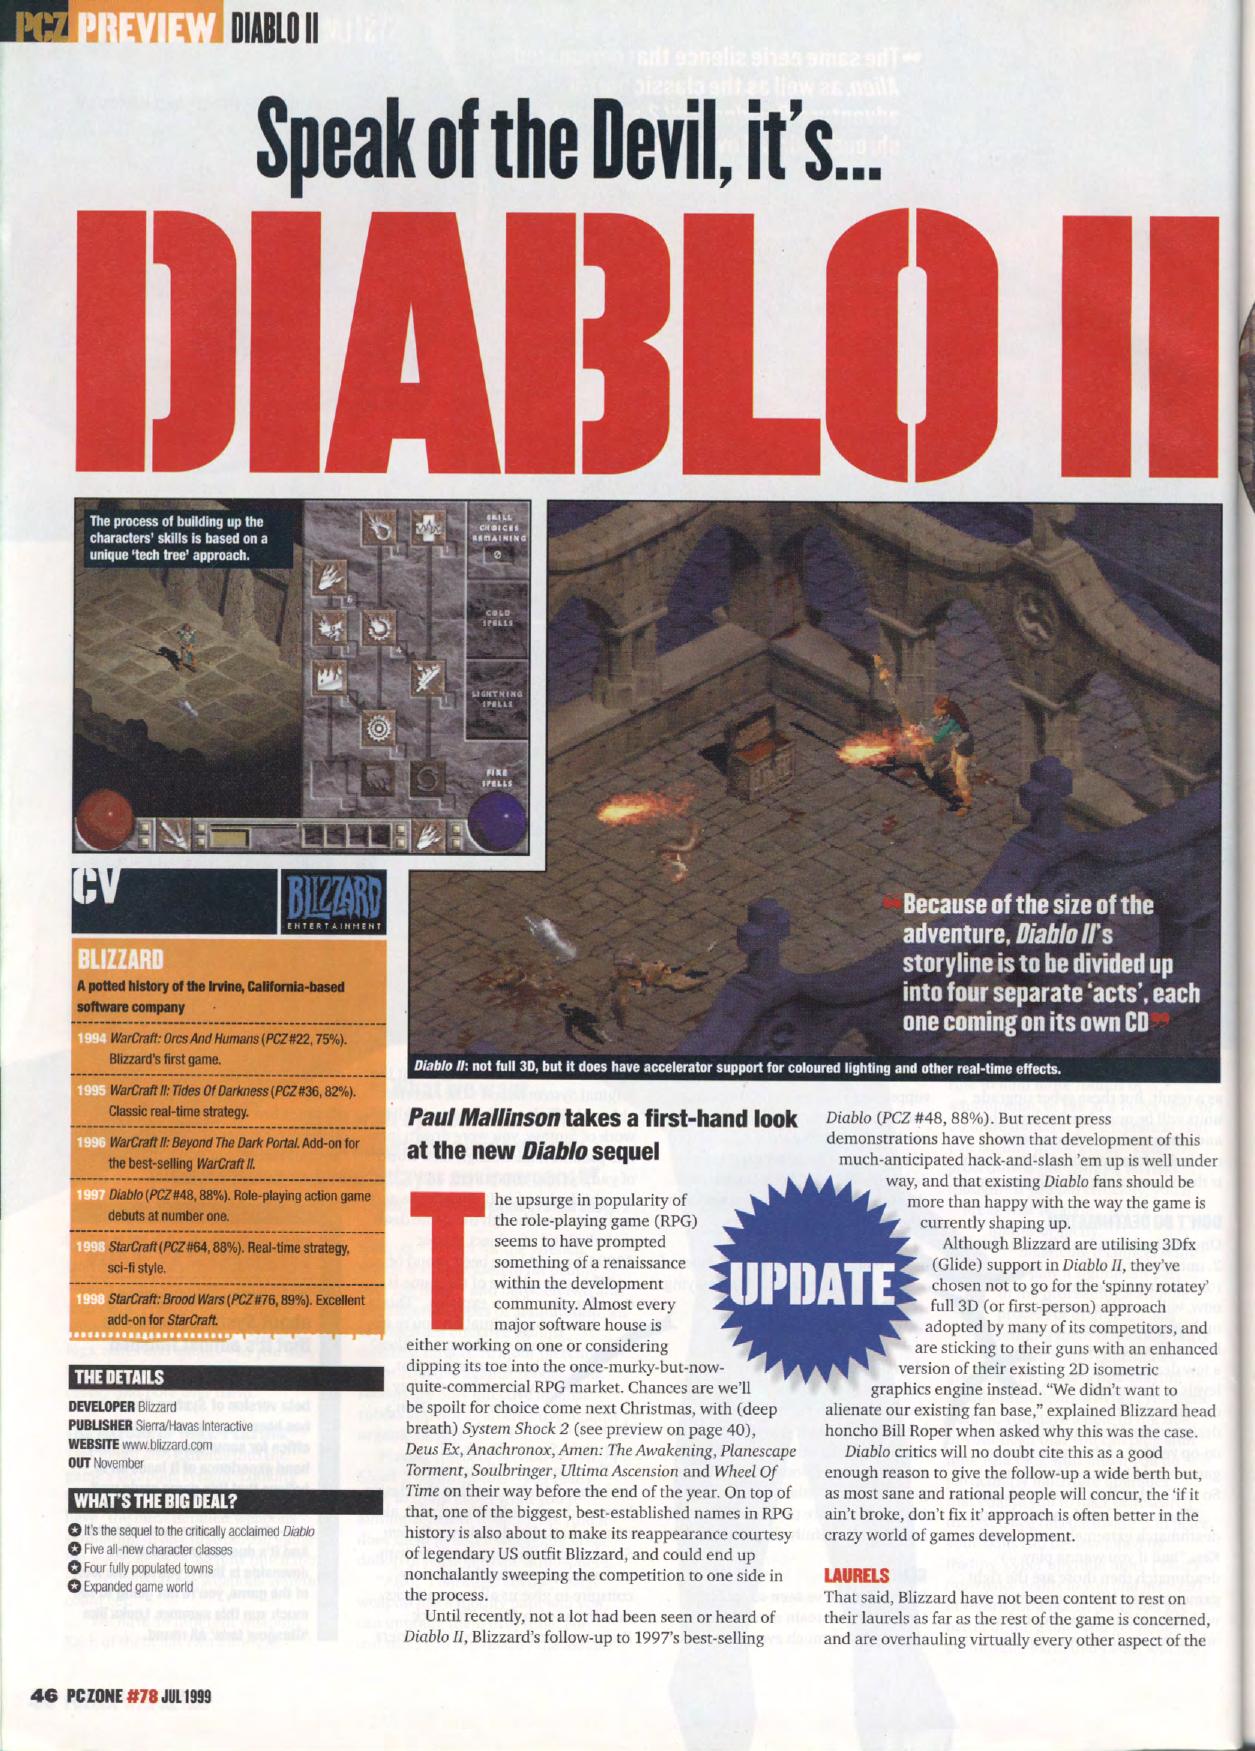 PCZ PREVIEW DIABLO II
Speak of the Devil, it's...
DIABLO II
The process of building up the
characters' skills is based on a
unique 'tech tree' approach.
SKILL
CHOICES
REMAINING
0
COLD
SPELLS
LIGHTNING
SPELLS
FIRE
SPELLS
"Because of the size of the
adventure, Diablo II's
storyline is to be divided up
into four separate 'acts', each
one coming on its own CD"
Diablo II: not full 3D, but it does have accelerator support for coloured lighting and other real-time effects.
CV
BLIZZARD
ENTERTAINMENT
BLIZZARD
A potted history of the Irvine, California-based
software company
1994 WarCraft: Orcs And Humans (PCZ #22, 75%).
Blizzard's first game.
1995 WarCraft II: Tides Of Darkness (PCZ #36, 82%).
Classic real-time strategy.
1996 WarCraft II: Beyond The Dark Portal. Add-on for
the best-selling WarCraft II.
1997 Diablo (PCZ #48, 88%). Role-playing action game
debuts at number one.
1998 StarCraft (PCZ #64, 88%). Real-time strategy,
sci-fi style.
1998 StarCraft: Brood Wars (PCZ #76, 89%). Excellent
add-on for StarCraft.
THE DETAILS
DEVELOPER Blizzard
PUBLISHER Sierra/Havas Interactive
WEBSITE www.blizzard.com
OUT November
WHAT'S THE BIG DEAL?
It's the sequel to the critically acclaimed Diablo
Five all-new character classes
Four fully populated towns
Expanded game world
Paul Mallinson takes a first-hand look
at the new Diablo sequel
The upsurge in popularity of
the role-playing game (RPG)
seems to have prompted
something of a renaissance
within the development
community. Almost every
major software house is
either working on one or considering
dipping its toe into the once-murky-but-now-
quite-commercial RPG market. Chances are we'll
be spoilt for choice come next Christmas, with (deep
breath) System Shock 2 (see preview on page 40),
Deus Ex, Anachronox, Amen: The Awakening, Planescape
Torment, Soulbringer, Ultima Ascension and Wheel Of
Time on their way before the end of the year. On top of
that, one of the biggest, best-established names in RPG
history is also about to make its reappearance courtesy
of legendary US outfit Blizzard, and could end up
nonchalantly sweeping the competition to one side in
the process.
Until recently, not a lot had been seen or heard of
Diablo II, Blizzard's follow-up to 1997's best-selling
UPDATE
Diablo (PCZ #48, 88%). But recent press
demonstrations have shown that development of this
much-anticipated hack-and-slash 'em up is well under
way, and that existing Diablo fans should be
more than happy with the way the game is
currently shaping up.
Although Blizzard are utilising 3Dfx
(Glide) support in Diablo II, they've
chosen not to go for the 'spinny rotatey'
full 3D (or first-person) approach
adopted by many of its competitors, and
are sticking to their guns with an enhanced
version of their existing 2D isometric
graphics engine instead. "We didn't want to
alienate our existing fan base," explained Blizzard head
honcho Bill Roper when asked why this was the case.
Diablo critics will no doubt cite this as a good
enough reason to give the follow-up a wide berth but,
as most sane and rational people will concur, the 'if it
ain't broke, don't fix it' approach is often better in the
crazy world of games development.
LAURELS
That said, Blizzard have not been content to rest on
their laurels as far as the rest of the game is concerned,
and are overhauling virtually every other aspect of the
46 PC ZONE #78 JUL 1999